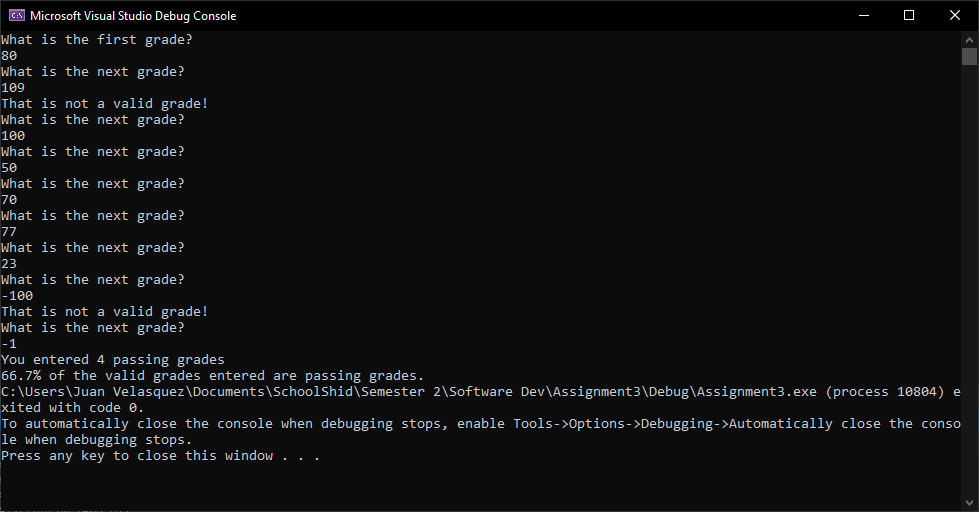 Microsoft Visual Studio Debug Console
What is the first grade?
80
What is the next grade?
109
That is not a valid grade!
What is the next grade?
100
What is the next grade?
50
What is the next grade?
70
What is the next grade?
77
What is the next grade?
23
What is the next grade?
-100
That is not a valid grade!
What is the next grade?
-1
You entered 4 passing grades
66.7% of the valid grades entered are passing grades.
C:\Users\Juan Velasquez\Documents\SchoolShid\Semester 2\Software Dev\Assignment3\Debug\Assignment3.exe (process 10804) e
xited with code 0.
To automatically close the console when debugging stops, enable Tools->Options->Debugging->Automatically close the conso
le when debugging stops.
Press any key to close this window . . .